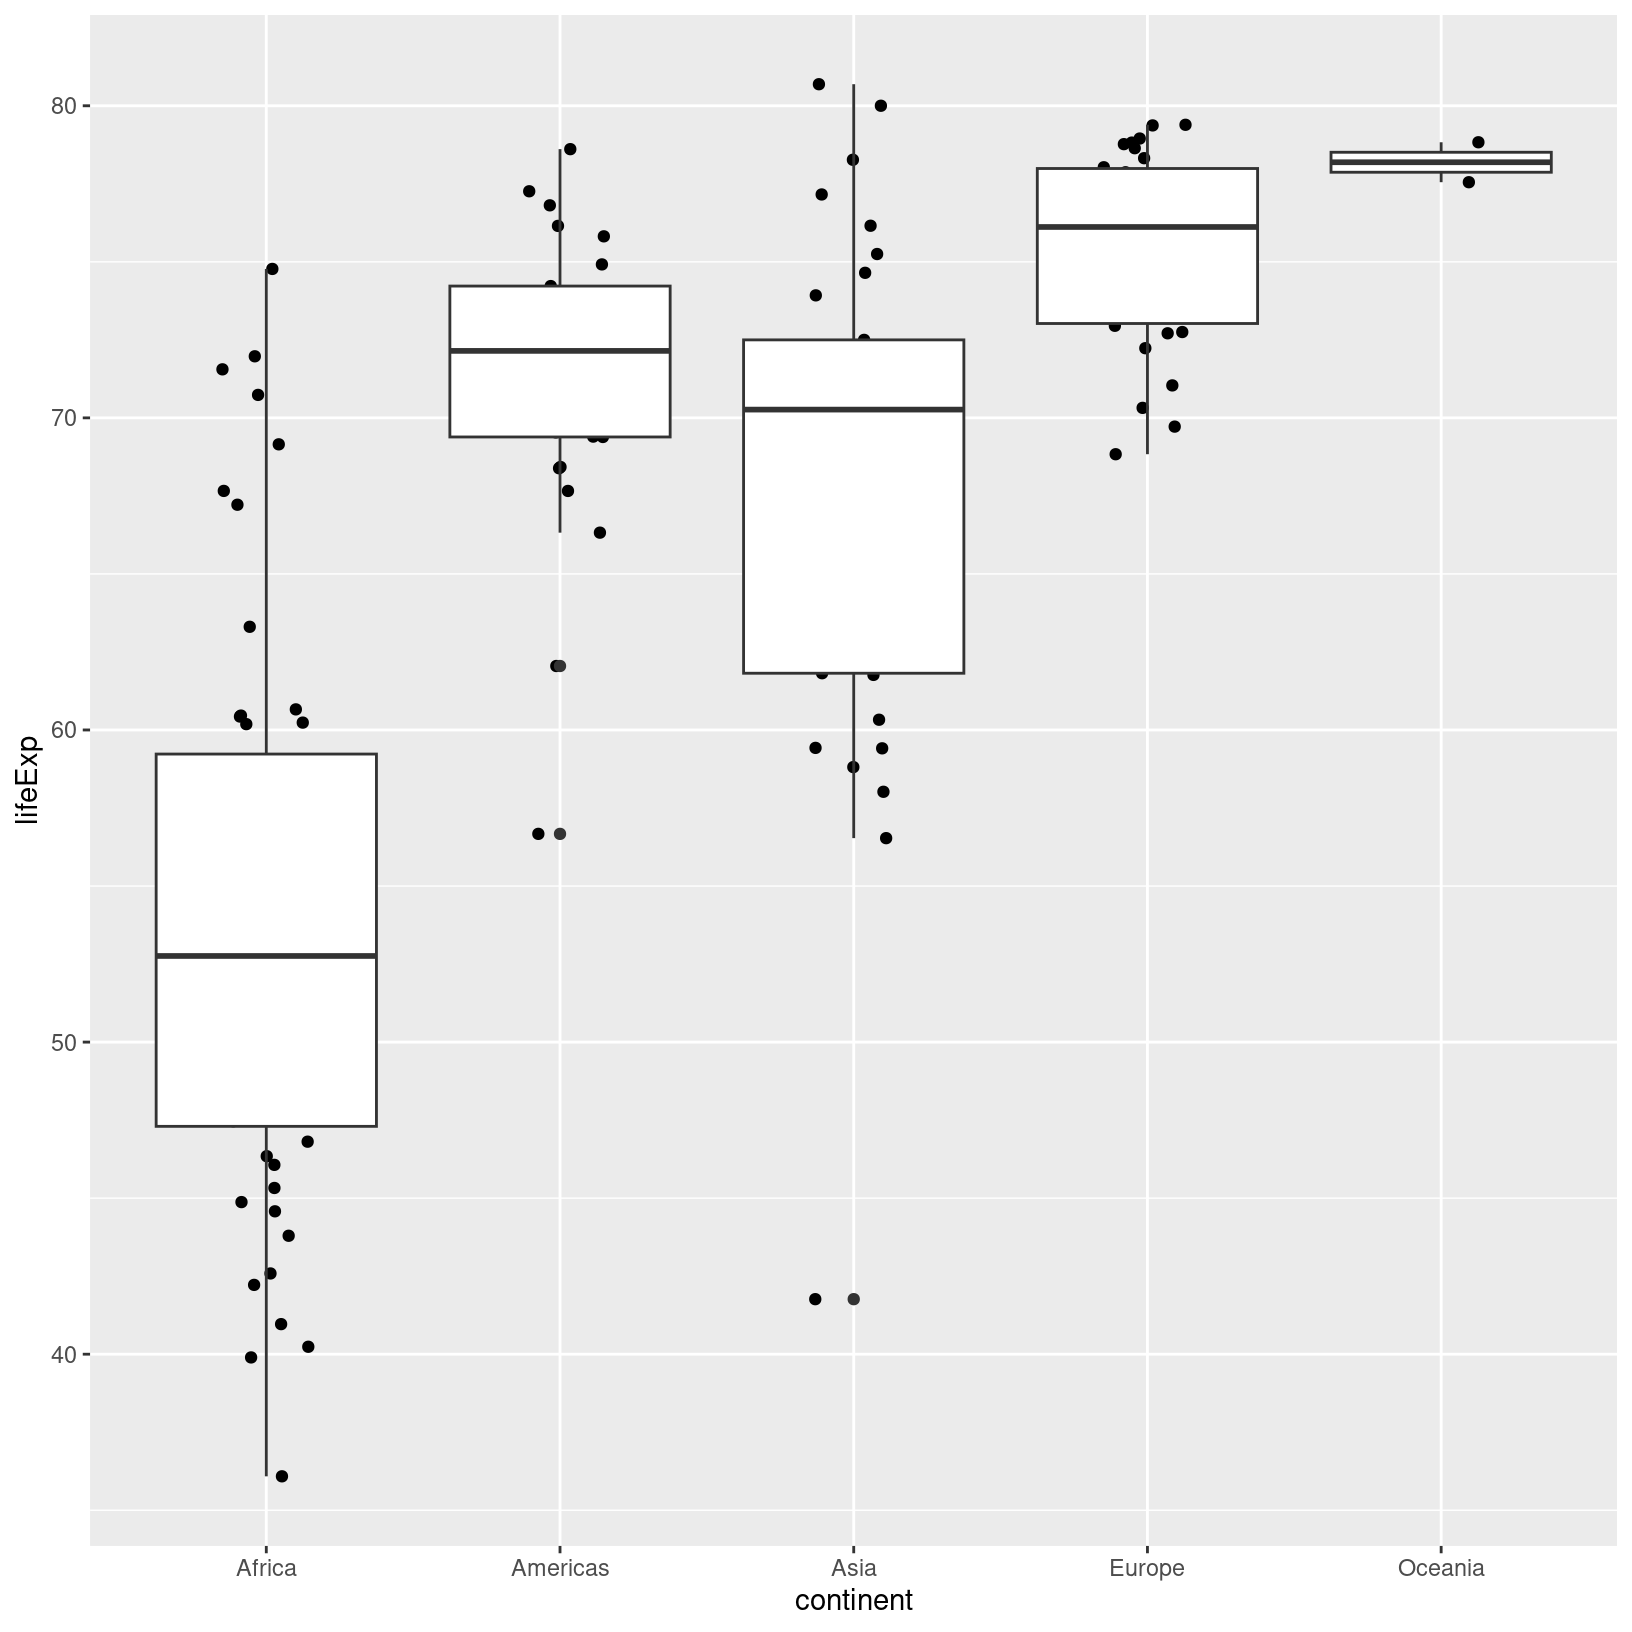 lifeExp
80
70
60
50
40
Africa
Americas
Asia
Europe
Oceania
continent